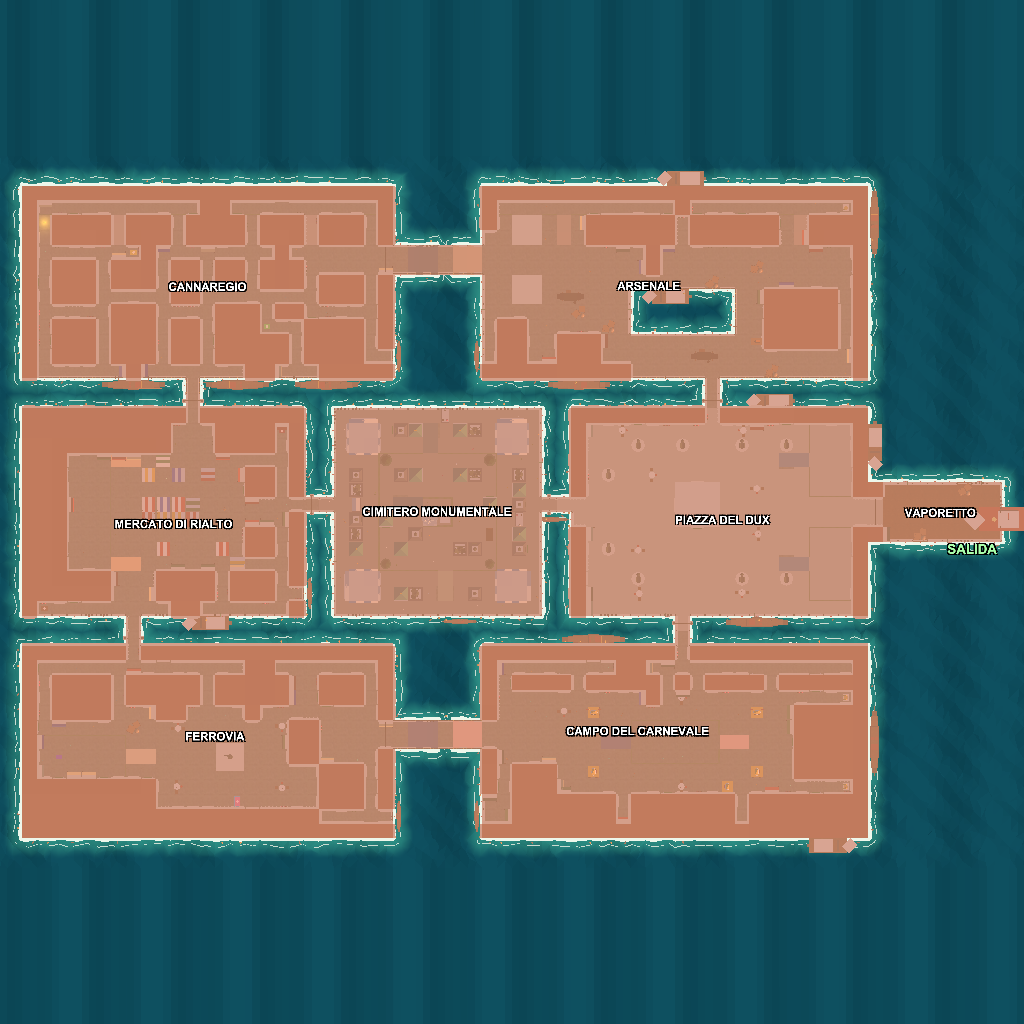 CANNAREGIO
ARSENALE
MERCATO DI RIALTO
CIMITERO MONUMENTALE
PIAZZA DEL DUX
VAPORETTO
SALIDA
FERROVIA
CAMPO DEL CARNEVALE